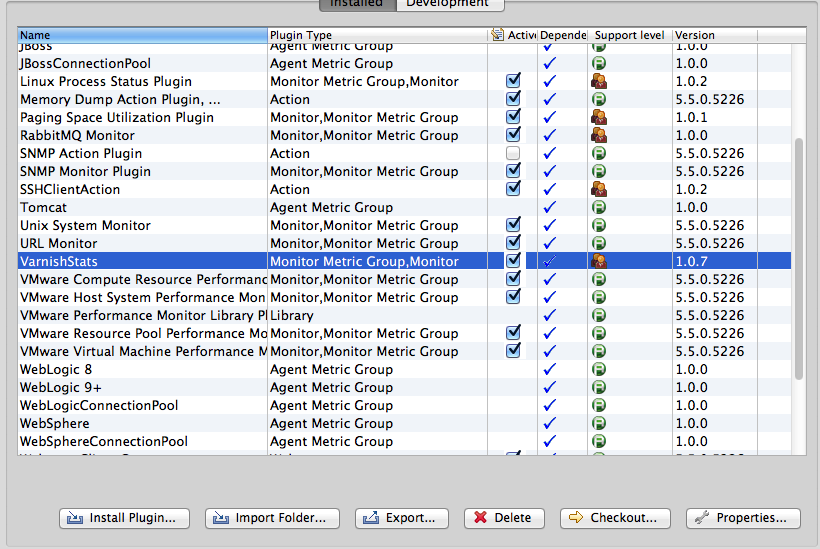 Installed Development
Name Plugin Type Active Depende Support level Version
JBoss Agent Metric Group 1.0.0
JBossConnectionPool Agent Metric Group 1.0.0
Linux Process Status Plugin Monitor Metric Group,Monitor 1.0.2
Memory Dump Action Plugin, ... Action 5.5.0.5226
Paging Space Utilization Plugin Monitor,Monitor Metric Group 1.0.1
RabbitMQ Monitor Monitor,Monitor Metric Group 1.0.0
SNMP Action Plugin Action 5.5.0.5226
SNMP Monitor Plugin Monitor,Monitor Metric Group 5.5.0.5226
SSHClientAction Action 1.0.2
Tomcat Agent Metric Group 1.0.0
Unix System Monitor Monitor,Monitor Metric Group 5.5.0.5226
URL Monitor Monitor,Monitor Metric Group 5.5.0.5226
VarnishStats Monitor Metric Group,Monitor 1.0.7
VMware Compute Resource Performanc Monitor,Monitor Metric Group 5.5.0.5226
VMware Host System Performance Mon Monitor,Monitor Metric Group 5.5.0.5226
VMware Performance Monitor Library Pl Library 5.5.0.5226
VMware Resource Pool Performance Mo Monitor,Monitor Metric Group 5.5.0.5226
VMware Virtual Machine Performance M Monitor,Monitor Metric Group 5.5.0.5226
WebLogic 8 Agent Metric Group 1.0.0
WebLogic 9+ Agent Metric Group 1.0.0
WebLogicConnectionPool Agent Metric Group 1.0.0
WebSphere Agent Metric Group 1.0.0
WebSphereConnectionPool Agent Metric Group 1.0.0
Install Plugin... Import Folder... Export... Delete Checkout... Properties...